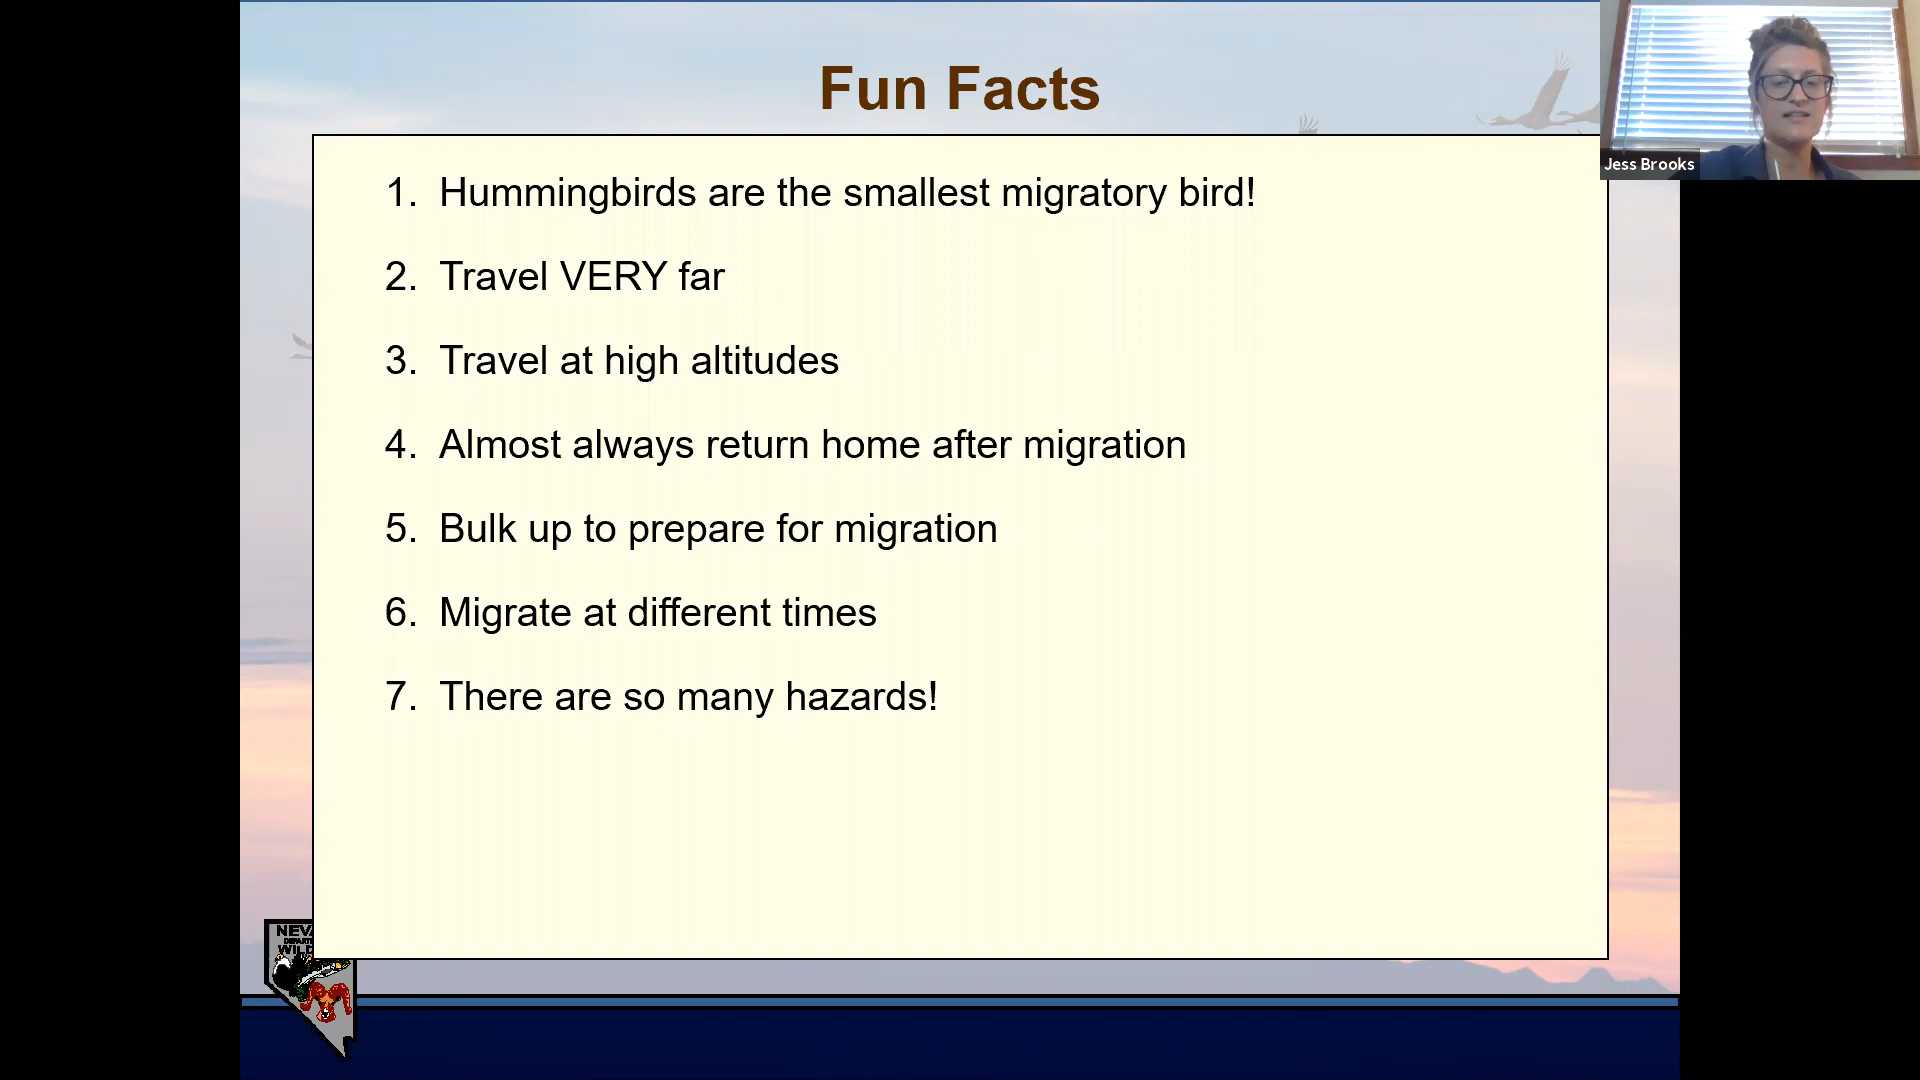 Fun Facts
Jess Brooks
1. Hummingbirds are the smallest migratory bird!
2. Travel VERY far
3. Travel at high altitudes
4. Almost always return home after migration
5. Bulk up to prepare for migration
6. Migrate at different times
7. There are so many hazards!